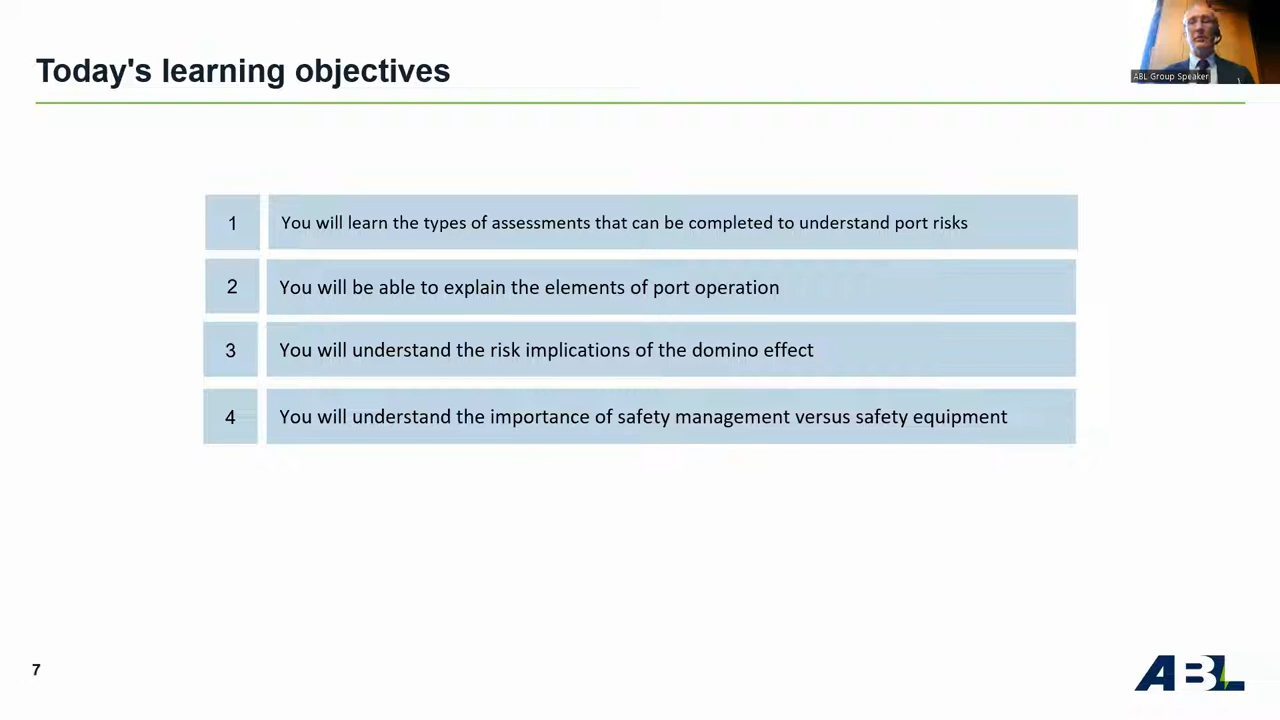 Today's learning objectives
ABL Group Speaker
1
You will learn the types of assessments that can be completed to understand port risks
2
You will be able to explain the elements of port operation
3
You will understand the risk implications of the domino effect
4
You will understand the importance of safety management versus safety equipment
7
ABL